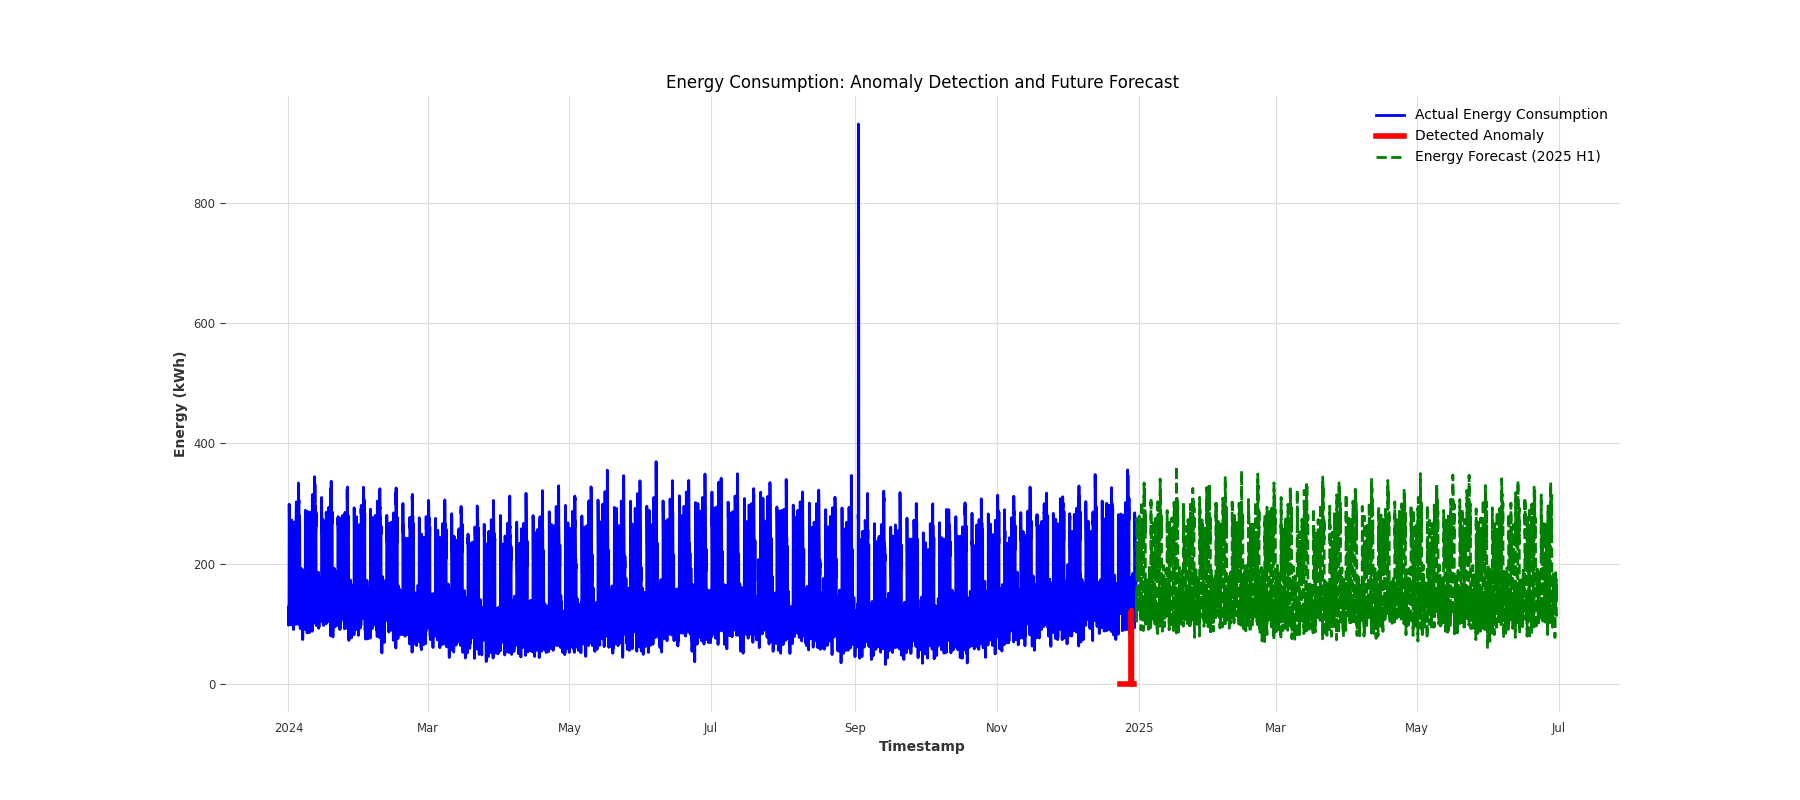 Energy Consumption: Anomaly Detection and Future Forecast
Actual Energy Consumption
Detected Anomaly
Energy Forecast (2025 H1)
Energy (kWh)
800
600
400
200
0
2024 Mar May Jul Sep Nov 2025 Mar May Jul
Timestamp